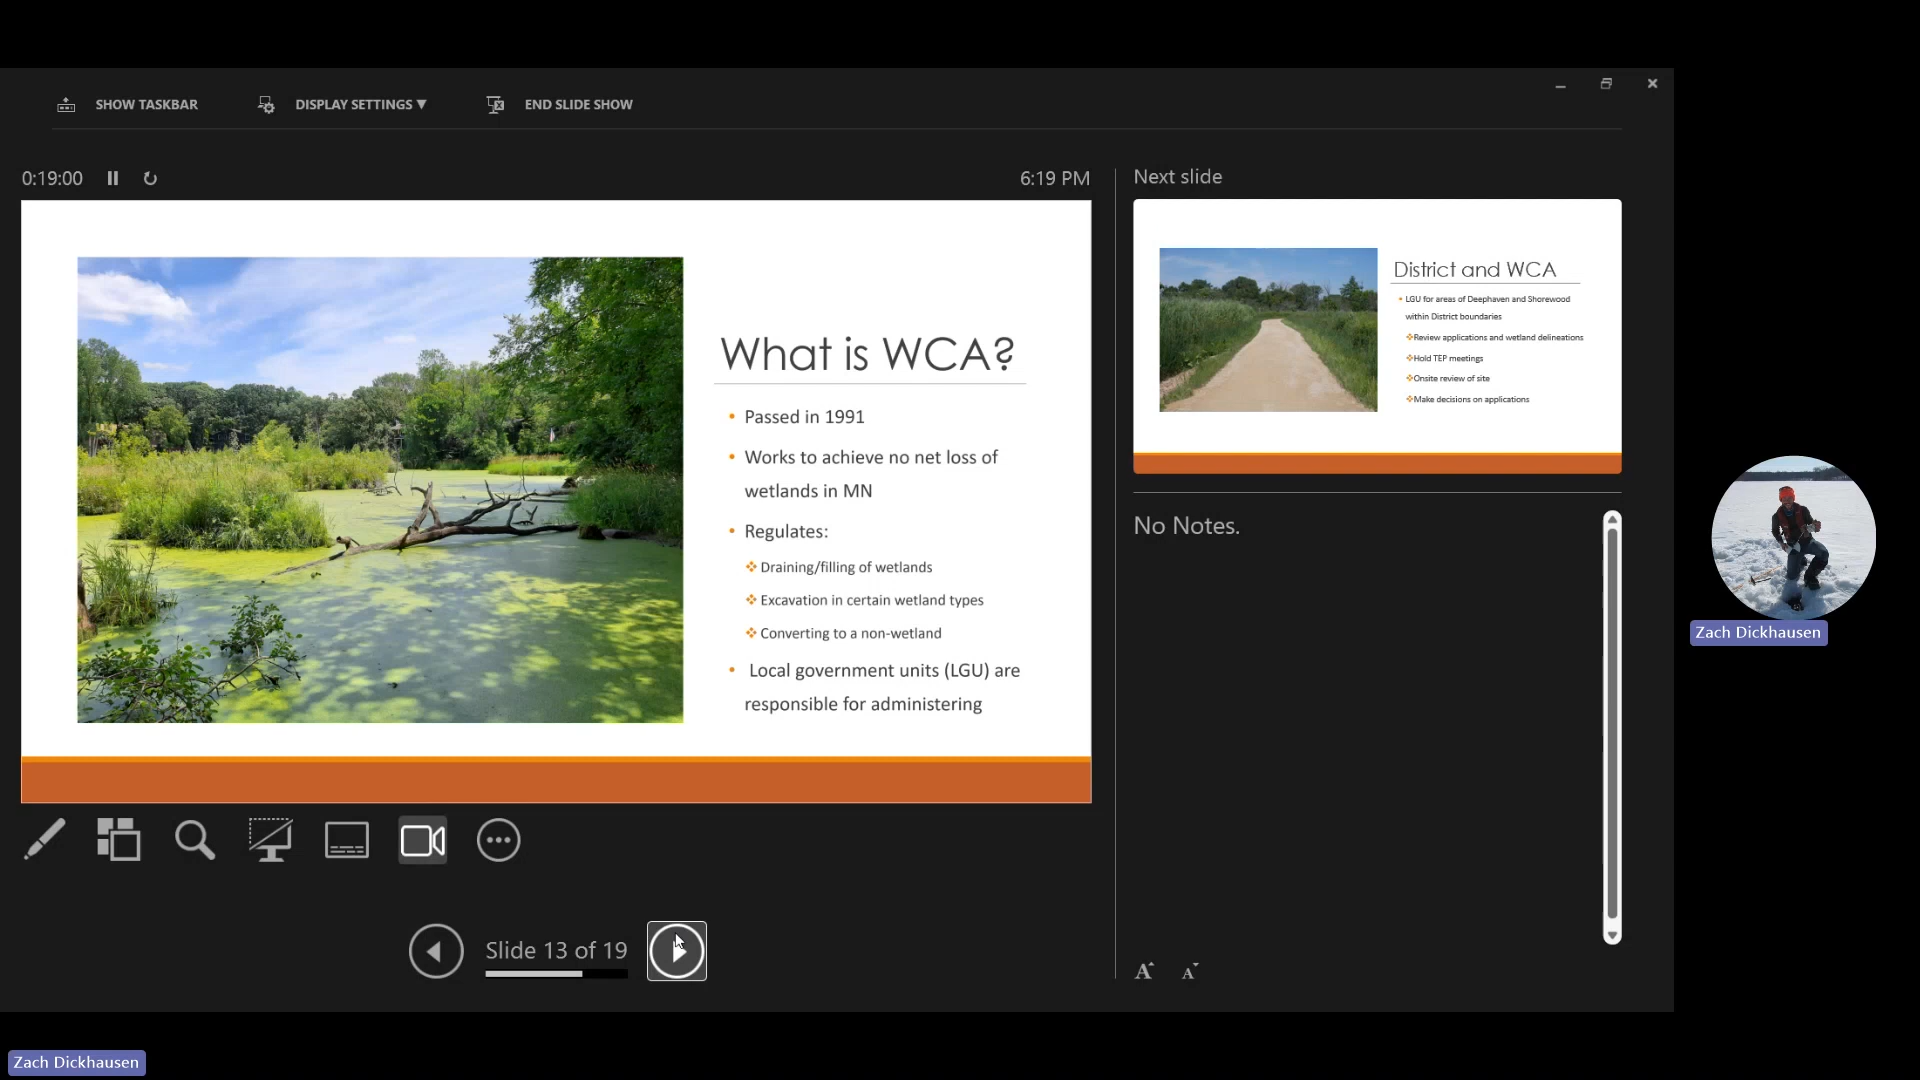 SHOW TASKBAR
DISPLAY SETTINGS ▼
END SLIDE SHOW
0:19:00
6:19 PM
What is WCA?
• Passed in 1991
• Works to achieve no net loss of
wetlands in MN
• Regulates:
❖Draining/filling of wetlands
❖Excavation in certain wetland types
❖Converting to a non-wetland
• Local government units (LGU) are
responsible for administering
Next slide
District and WCA
• LGU for areas of Deephaven and Shorewood
within District boundaries
❖Review applications and wetland delineations
❖Hold TEP meetings
❖Onsite review of site
❖Make decisions on applications
No Notes.
Slide 13 of 19
A A
Zach Dickhausen
Zach Dickhausen